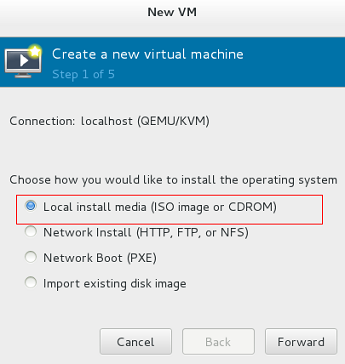 New VM
Create a new virtual machine
Step 1 of 5
Connection: localhost (QEMU/KVM)
Choose how you would like to install the operating system
Local install media (ISO image or CDROM)
Network Install (HTTP, FTP, or NFS)
Network Boot (PXE)
Import existing disk image
Cancel Back Forward